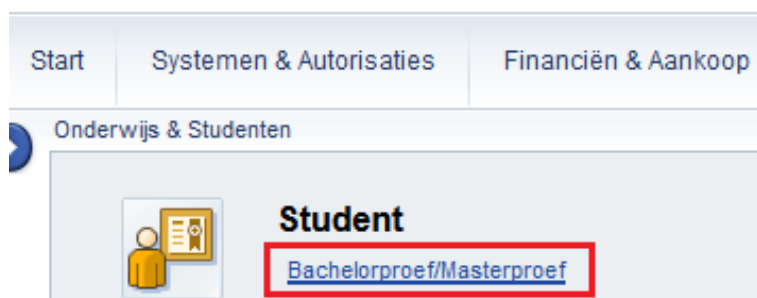 Start Systemen & Autorisaties Financiën & Aankoop
Onderwijs & Studenten
Student
Bachelorproef/Masterproef